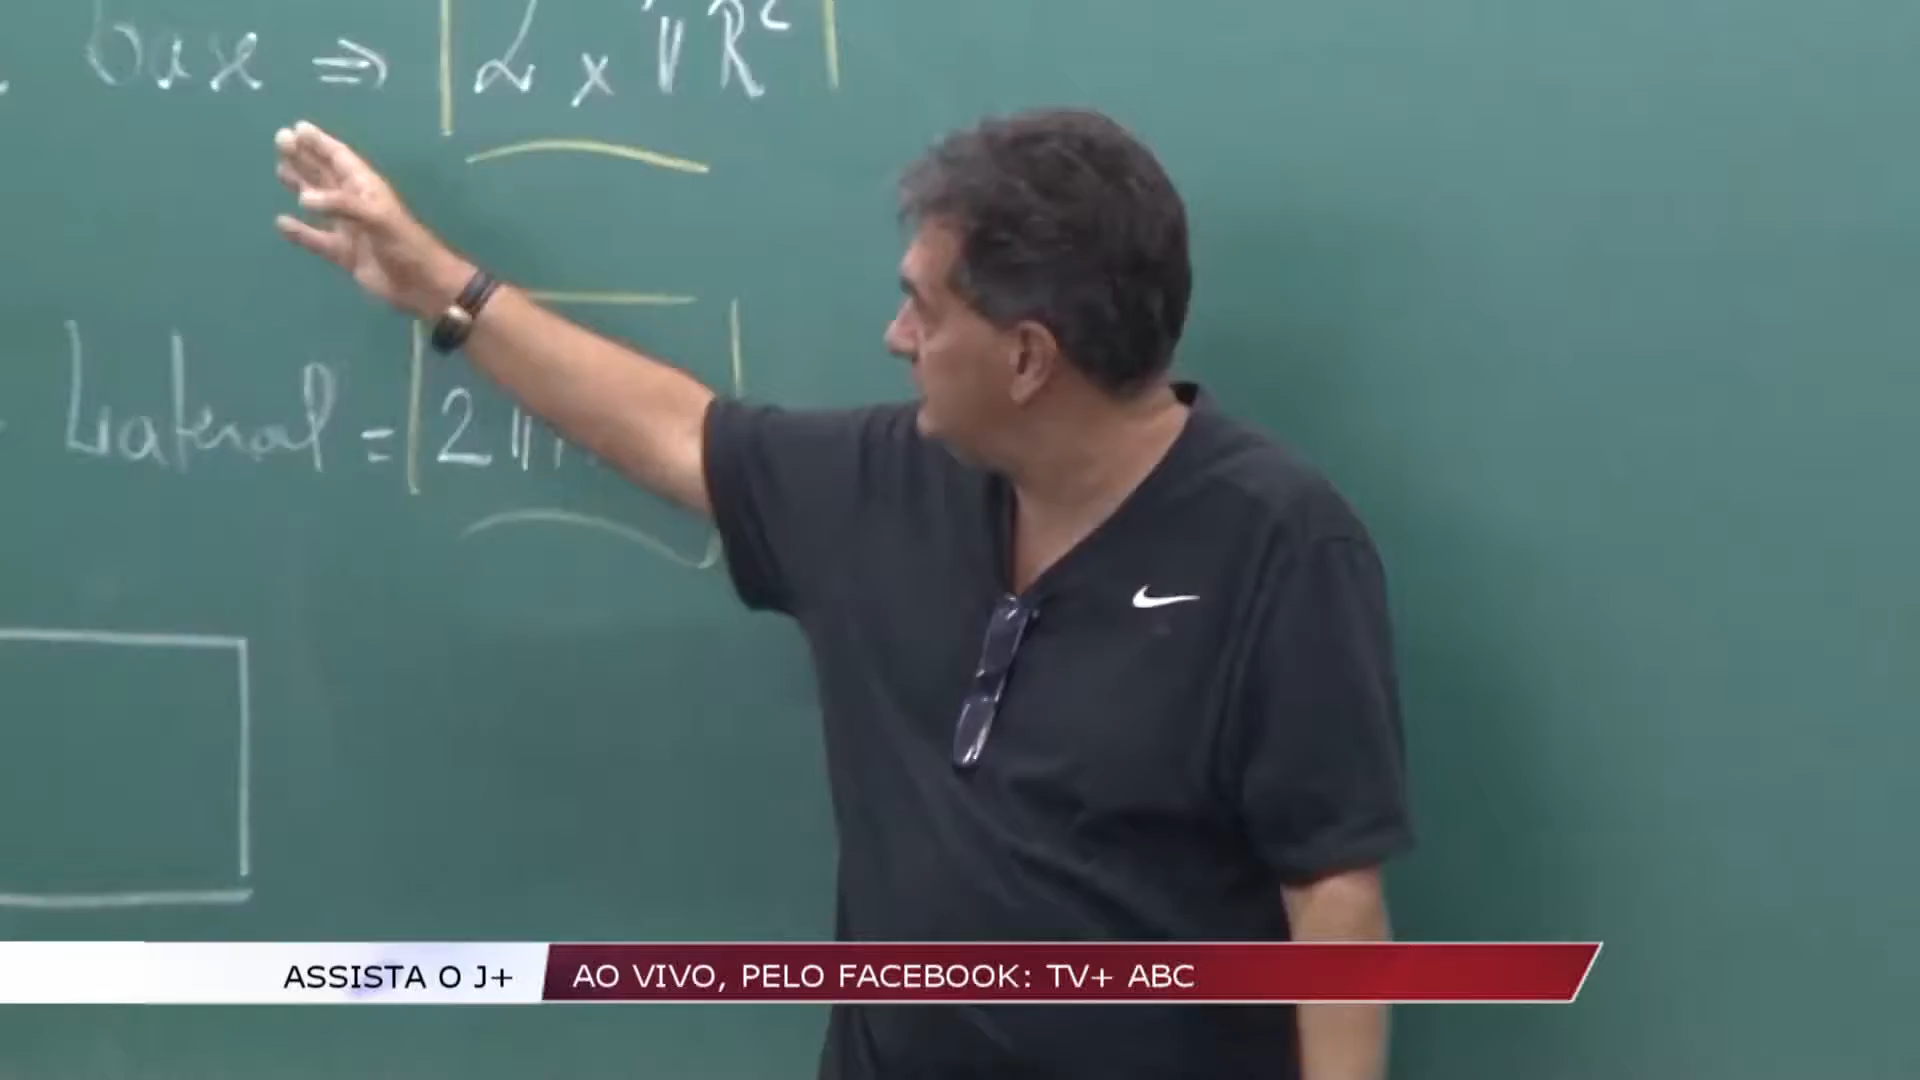 base ⇒ 2 x πR²
Lateral = 2π
ASSISTA O J+ AO VIVO, PELO FACEBOOK: TV+ ABC